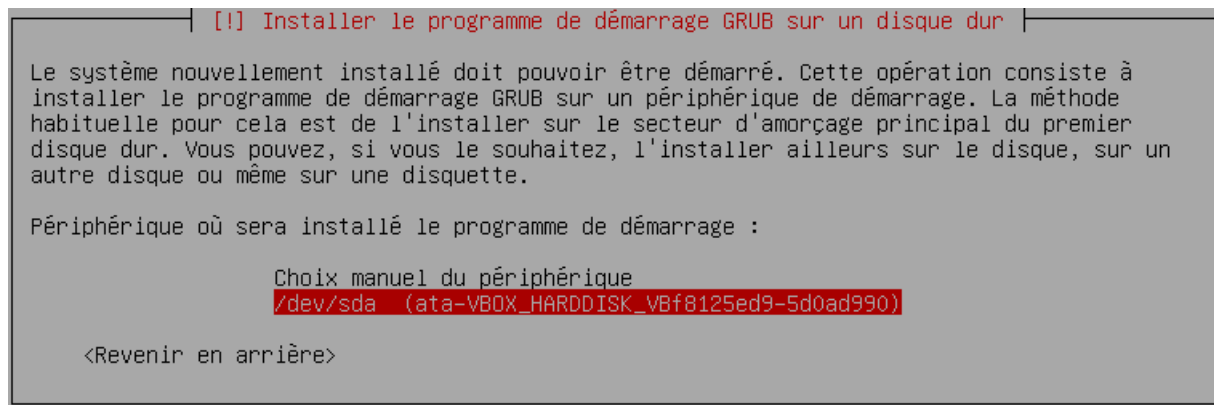 [!] Installer le programme de démarrage GRUB sur un disque dur
Le système nouvellement installé doit pouvoir être démarré. Cette opération consiste à
installer le programme de démarrage GRUB sur un périphérique de démarrage. La méthode
habituelle pour cela est de l'installer sur le secteur d'amorçage principal du premier
disque dur. Vous pouvez, si vous le souhaitez, l'installer ailleurs sur le disque, sur un
autre disque ou même sur une disquette.
Périphérique où sera installé le programme de démarrage :
Choix manuel du périphérique
/dev/sda  (ata-VBOX_HARDDISK_VBf8125ed9-5d0ad990)
<Revenir en arrière>